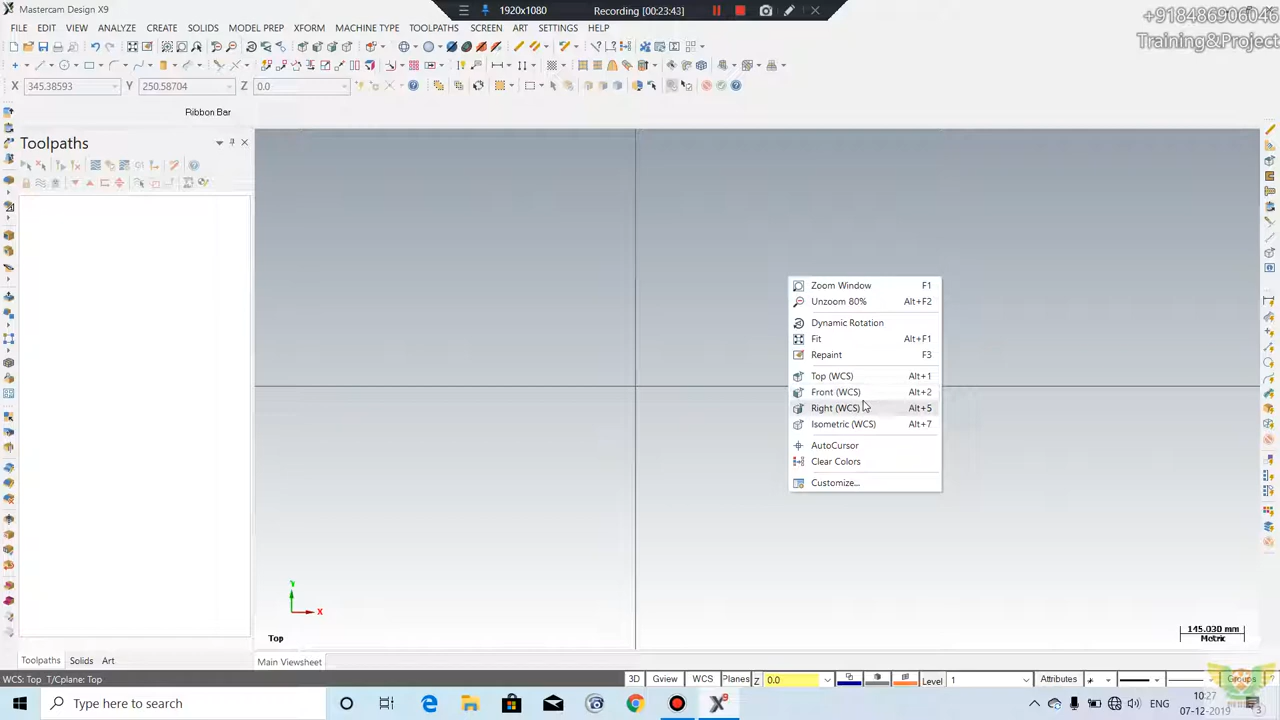 Mastercam Design X9
1920x1080
Recording [00:23:43]
+918486906046
Training&Project
FILE EDIT VIEW ANALYZE CREATE SOLIDS MODEL PREP XFORM MACHINE TYPE TOOLPATHS SCREEN ART SETTINGS HELP
X 345.38593 Y 250.58704 Z 0.0
Ribbon Bar
Toolpaths
Zoom Window F1
Unzoom 80% Alt+F2
Dynamic Rotation
Fit Alt+F1
Repaint F3
Top (WCS) Alt+1
Front (WCS) Alt+2
Right (WCS) Alt+5
Isometric (WCS) Alt+7
AutoCursor
Clear Colors
Customize...
Y
X
Top
145.030 mm
Metric
Toolpaths Solids Art
Main Viewsheet
WCS: Top T/Cplane: Top
3D Gview WCS Planes Z 0.0 Level 1 Attributes Groups ?
Type here to search
ENG
10:27
07-12-2019